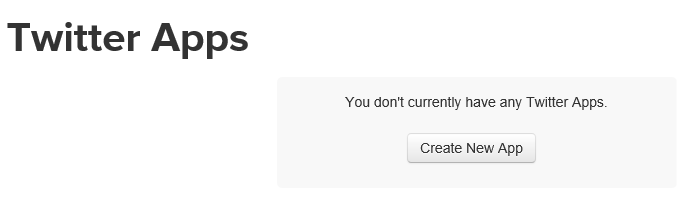 Twitter Apps
You don't currently have any Twitter Apps.
Create New App